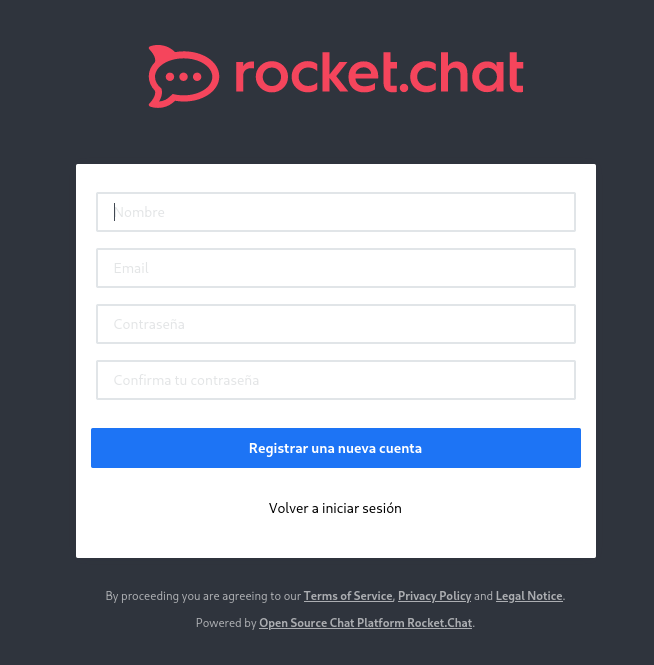 rocket.chat
Nombre
Email
Contraseña
Confirma tu contraseña
Registrar una nueva cuenta
Volver a iniciar sesión
By proceeding you are agreeing to our Terms of Service, Privacy Policy and Legal Notice.
Powered by Open Source Chat Platform Rocket.Chat.